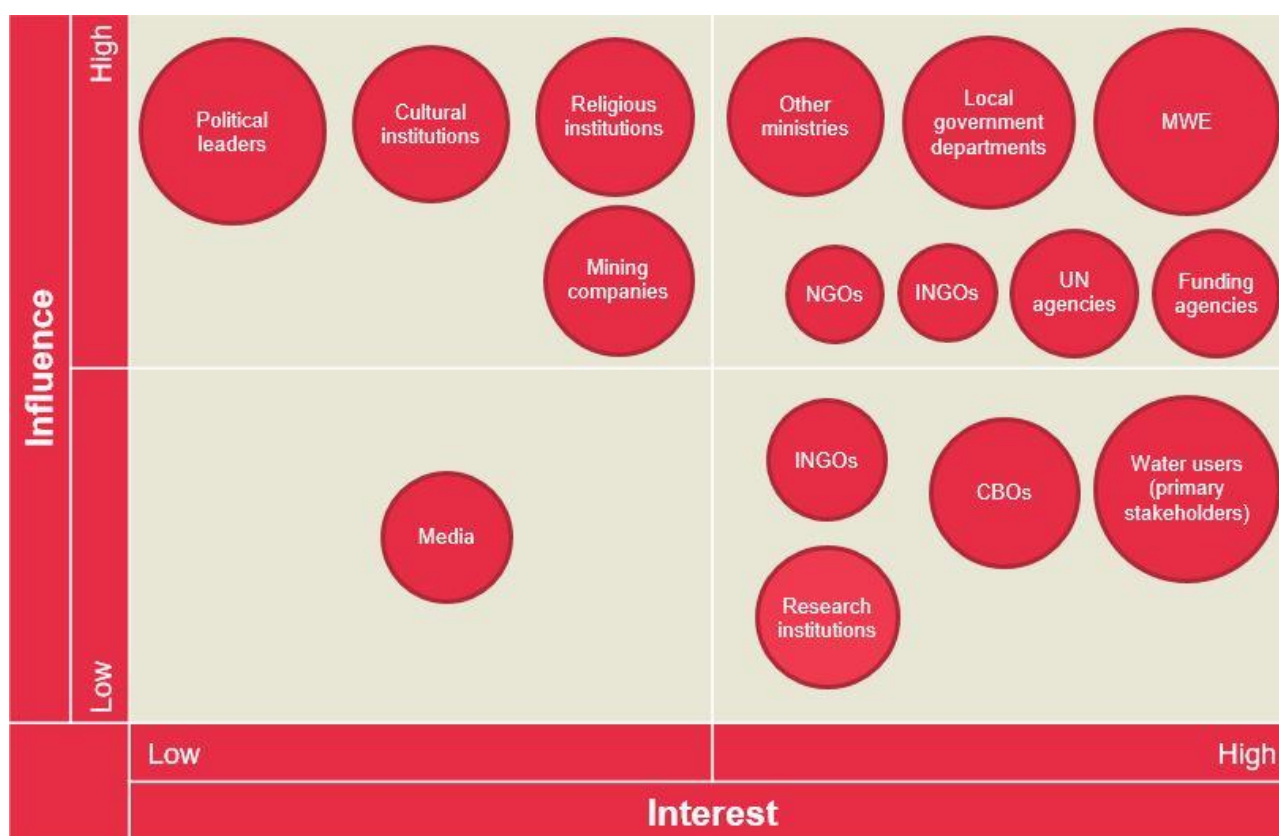 High
Influence
Low
Political
leaders
Cultural
institutions
Religious
institutions
Mining
companies
Other
ministries
Local
government
departments
MWE
NGOs
INGOs
UN
agencies
Funding
agencies
Media
INGOs
CBOs
Water users
(primary
stakeholders)
Research
institutions
Low
High
Interest